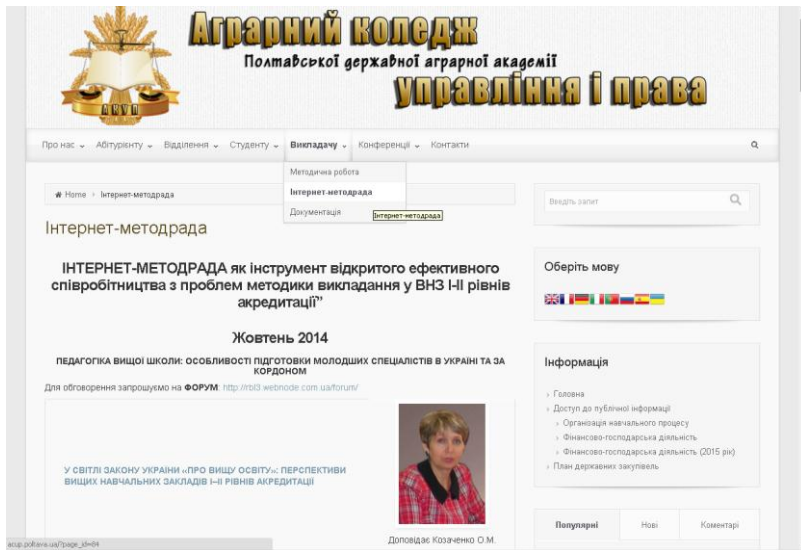 Аграрний коледж
Полтавської державної аграрної академії
управління і права
АКУП
Про нас Абітурієнту Відділення Студенту Викладачу Конференції Контакти
Методична робота
Інтернет-методрада
Документація
Інтернет-методрада
Home › Інтернет-методрада
Інтернет-методрада
ІНТЕРНЕТ-МЕТОДРАДА як інструмент відкритого ефективного
співробітництва з проблем методики викладання у ВНЗ І-ІІ рівнів
акредитації”
Жовтень 2014
ПЕДАГОГІКА ВИЩОЇ ШКОЛИ: ОСОБЛИВОСТІ ПІДГОТОВКИ МОЛОДШИХ СПЕЦІАЛІСТІВ В УКРАЇНІ ТА ЗА
КОРДОНОМ
Для обговорення запрошуємо на ФОРУМ: http://rbl3.webnode.com.ua/forum/
У СВІТЛІ ЗАКОНУ УКРАЇНИ «ПРО ВИЩУ ОСВІТУ»: ПЕРСПЕКТИВИ
ВИЩИХ НАВЧАЛЬНИХ ЗАКЛАДІВ І–ІІ РІВНІВ АКРЕДИТАЦІЇ
Доповідає Козаченко О.М.
Введіть запит
Оберіть мову
Інформація
› Головна
› Доступ до публічної інформації
› Організація навчального процесу
› Фінансово-господарська діяльність
› Фінансово-господарська діяльність (2015 рік)
› План державних закупівель
Популярні Нові Коментарі
acup.poltava.ua/?page_id=84